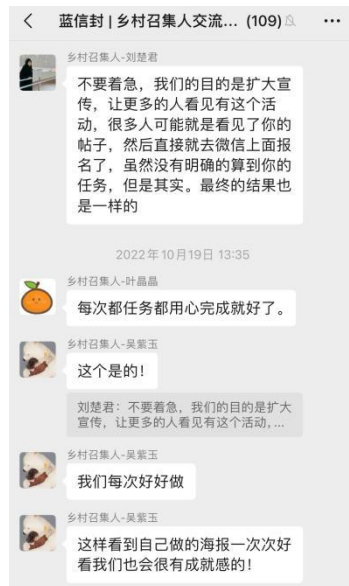 蓝信封 | 乡村召集人交流... (109)
乡村召集人-刘楚君
不要着急，我们的目的是扩大宣
传，让更多的人看见有这个活
动，很多人可能就是看见了你的
帖子，然后直接就去微信上面报
名了，虽然没有明确的算到你的
任务，但是其实。最终的结果也
是一样的
2022年10月19日 13:35
乡村召集人-叶晶晶
每次都任务都用心完成就好了。
乡村召集人-吴紫玉
这个是的！
刘楚君：不要着急，我们的目的是扩大
宣传，让更多的人看见有这个活动,...
乡村召集人-吴紫玉
我们每次好好做
乡村召集人-吴紫玉
这样看到自己做的海报一次次好
看我们也会很有成就感的！